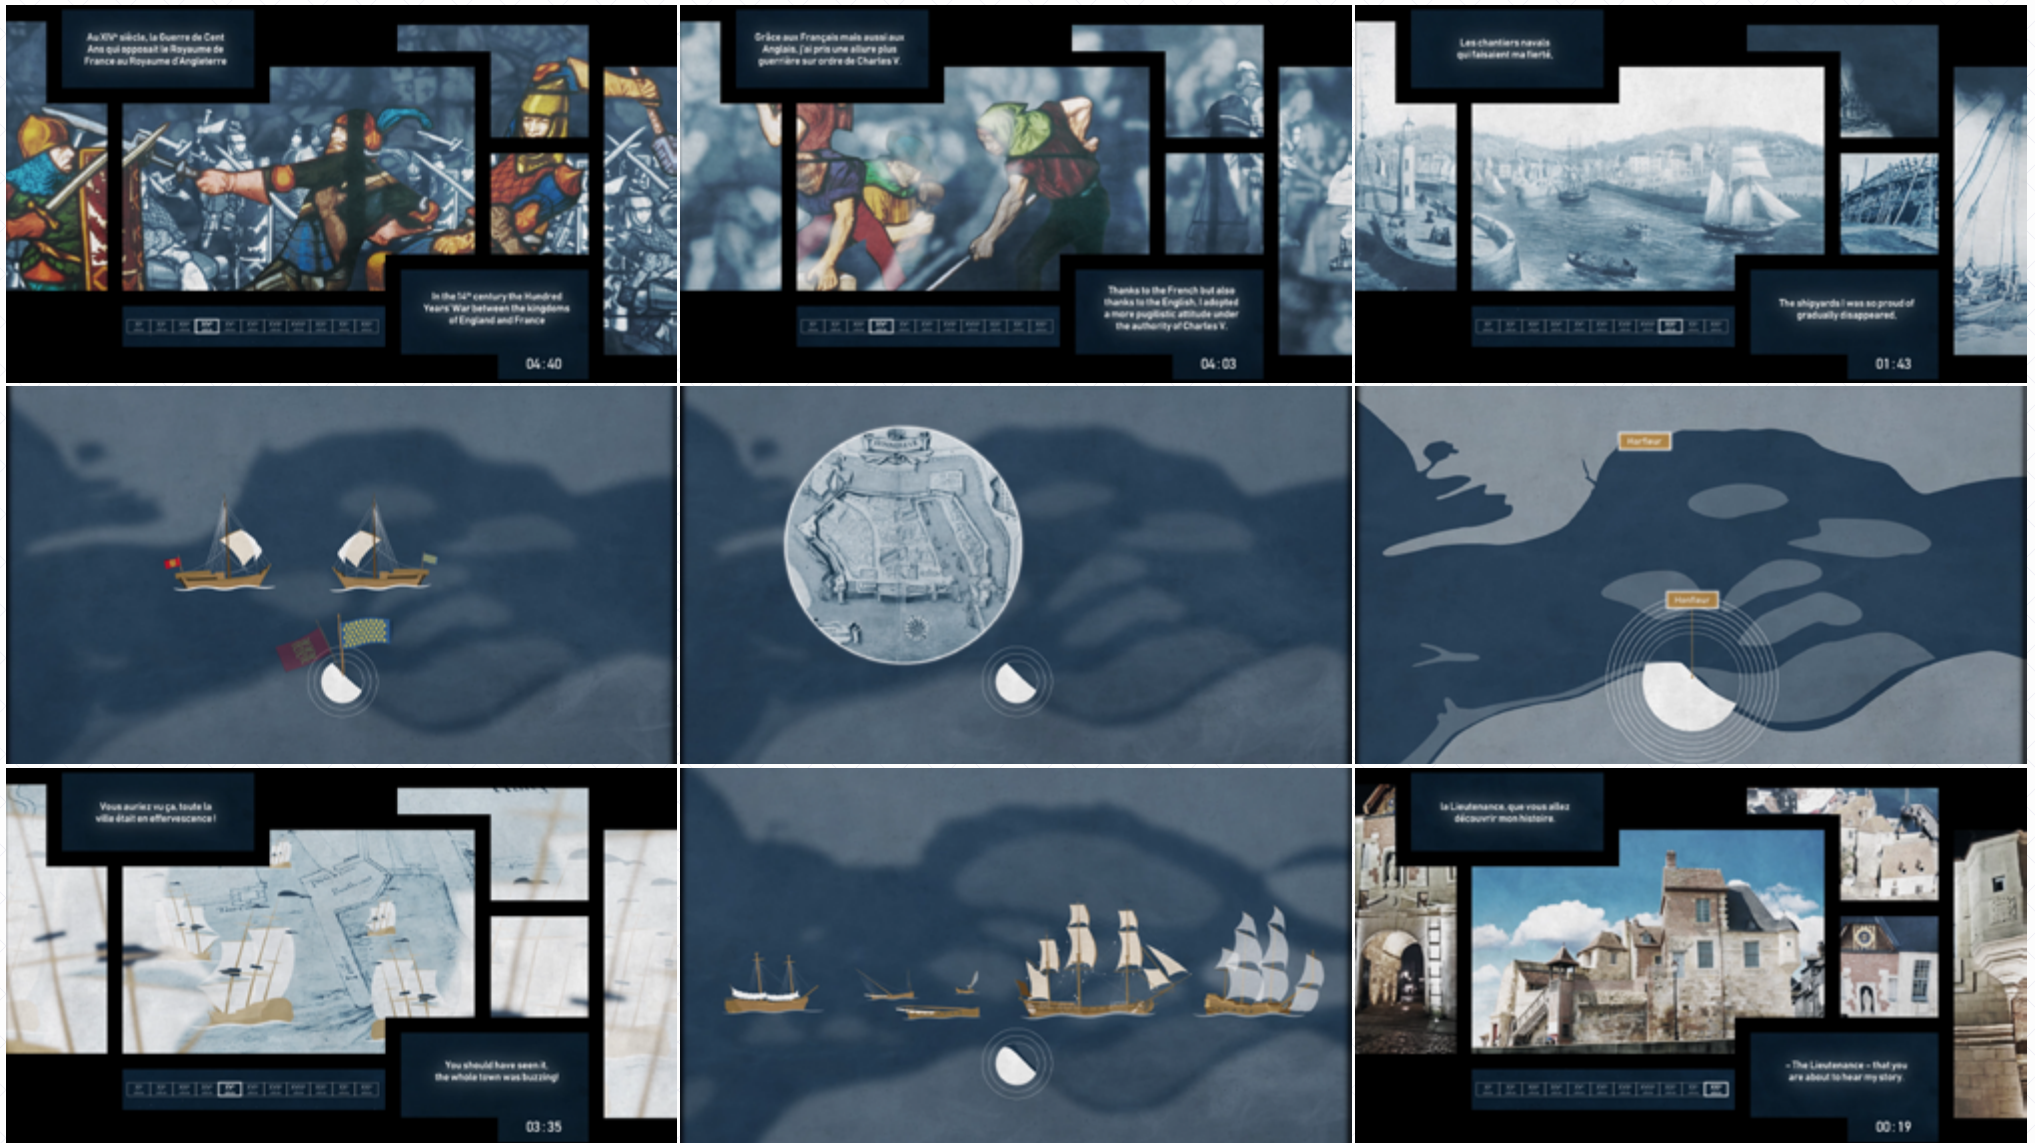 Au XIVᵉ siècle, la Guerre de Cent
Ans qui opposait le Royaume de
France au Royaume d'Angleterre
In the 14ᵗʰ century the Hundred
Years' War between the kingdoms
of England and France
04:40
Grâce aux Français mais aussi aux
Anglais, j'ai pris une allure plus
guerrière sur ordre de Charles V.
Thanks to the French but also
thanks to the English, I adopted
a more pugilistic attitude under
the authority of Charles V.
04:03
Les chantiers navals
qui faisaient ma fierté,
The shipyards I was so proud of
gradually disappeared,
01:43
Harfleur
Honfleur
Vous auriez vu ça, toute la
ville était en effervescence !
You should have seen it,
the whole town was buzzing!
03:35
la Lieutenance, que vous allez
découvrir mon histoire.
- The Lieutenance - that you
are about to hear my story.
00:19